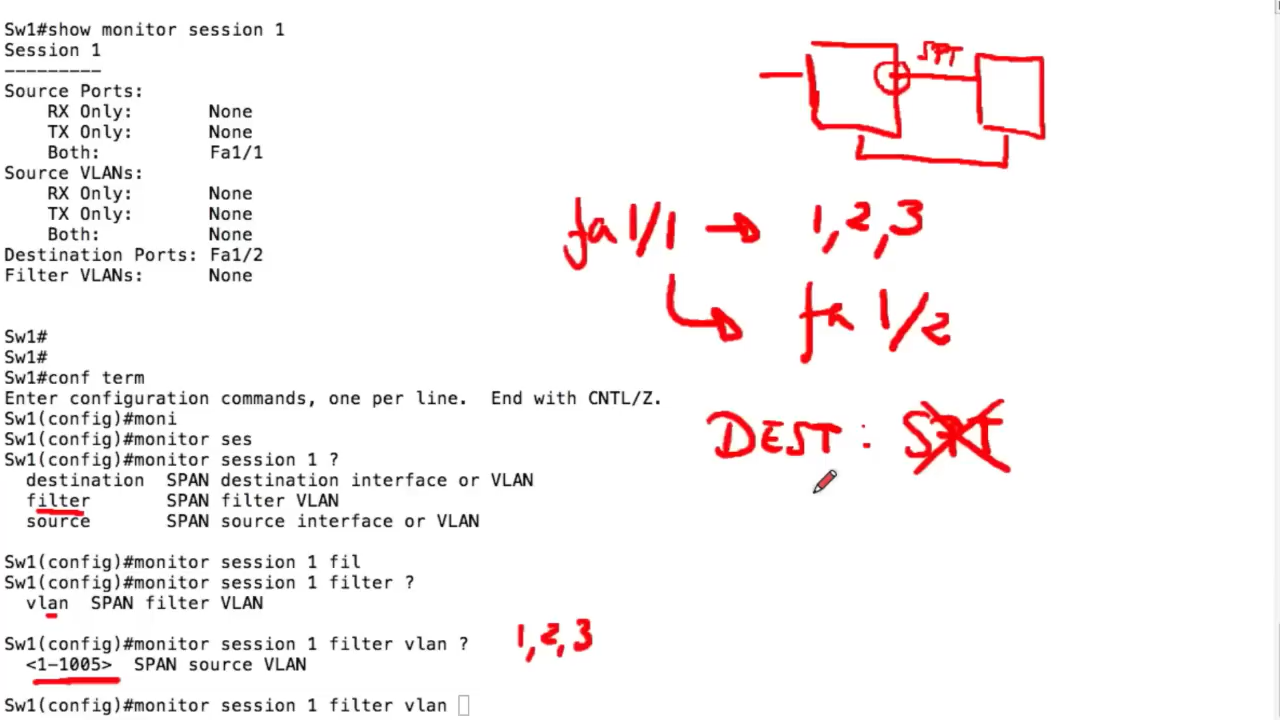 Sw1#show monitor session 1
Session 1
---------
Source Ports:
    RX Only:       None
    TX Only:       None
    Both:          Fa1/1
Source VLANs:
    RX Only:       None
    TX Only:       None
    Both:          None
Destination Ports: Fa1/2
Filter VLANs:      None
Sw1#
Sw1#
Sw1#conf term
Enter configuration commands, one per line.  End with CNTL/Z.
Sw1(config)#moni
Sw1(config)#monitor ses
Sw1(config)#monitor session 1 ?
  destination  SPAN destination interface or VLAN
  filter       SPAN filter VLAN
  source       SPAN source interface or VLAN
Sw1(config)#monitor session 1 fil
Sw1(config)#monitor session 1 filter ?
  vlan  SPAN filter VLAN
Sw1(config)#monitor session 1 filter vlan ?
  <1-1005>  SPAN source VLAN
Sw1(config)#monitor session 1 filter vlan
SPT
fa 1/1 → 1,2,3
fa 1/2
DEST: SPT
1,2,3